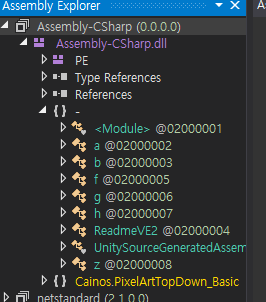 Assembly Explorer
Assembly-CSharp (0.0.0.0)
Assembly-CSharp.dll
PE
Type References
References
{ } -
<Module> @02000001
a @02000002
b @02000003
f @02000005
g @02000006
h @02000007
ReadmeVE2 @02000004
UnitySourceGeneratedAssem
z @02000008
{ } Cainos.PixelArtTopDown_Basic
netstandard (2.1.0.0)